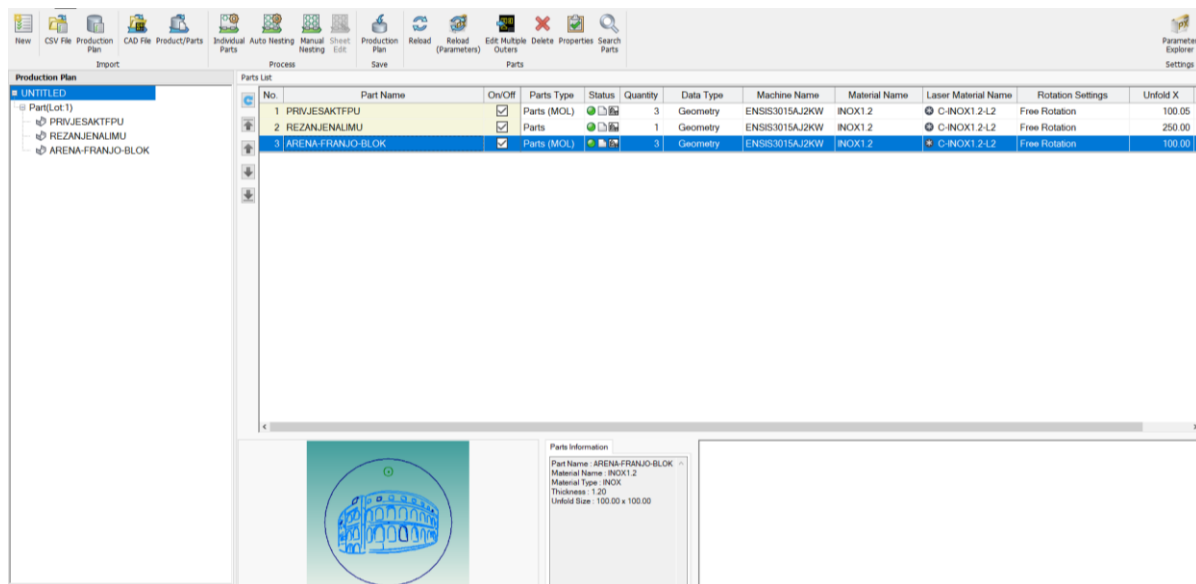 New CSV File Production Plan CAD File Product/Parts Individual Parts Auto Nesting Manual Nesting Sheet Edit Production Plan Reload Reload (Parameters) Edit Multiple Outers Delete Properties Search Parts Parameter Explorer
Import Process Save Parts Settings
Production Plan
UNTITLED
Part(Lot:1)
PRIVJESAKTFPU
REZANJENALIMU
ARENA-FRANJO-BLOK
Parts List
No. Part Name On/Off Parts Type Status Quantity Data Type Machine Name Material Name Laser Material Name Rotation Settings Unfold X
1 PRIVJESAKTFPU Parts (MOL) 3 Geometry ENSIS3015AJ2KW INOX1.2 C-INOX1.2-L2 Free Rotation 100.05
2 REZANJENALIMU Parts 1 Geometry ENSIS3015AJ2KW INOX1.2 C-INOX1.2-L2 Free Rotation 250.00
3 ARENA-FRANJO-BLOK Parts (MOL) 3 Geometry ENSIS3015AJ2KW INOX1.2 C-INOX1.2-L2 Free Rotation 100.00
Parts Information
Part Name : ARENA-FRANJO-BLOK
Material Name : INOX1.2
Material Type : INOX
Thickness : 1.20
Unfold Size : 100.00 x 100.00